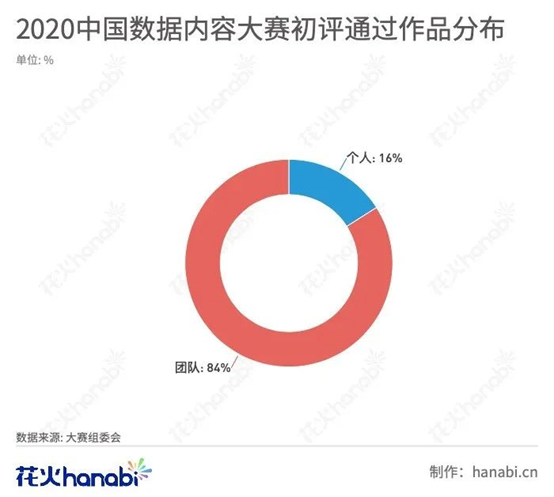 2020中国数据内容大赛初评通过作品分布
单位: %
个人: 16%
团队: 84%
数据来源: 大赛组委会
花火hanabi
制作：hanabi.cn